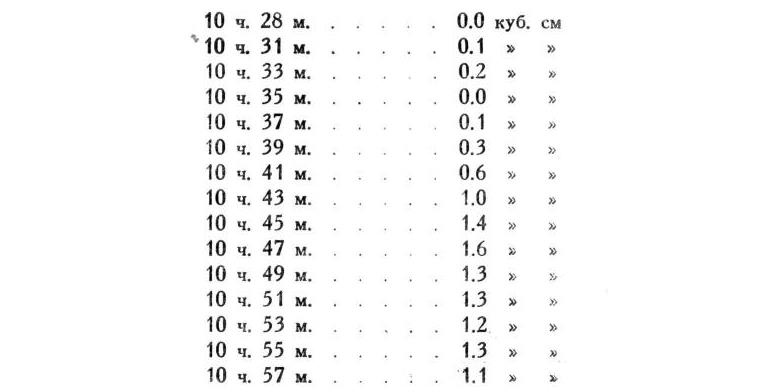 10 ч. 28 м. . . . . . 0.0 куб. см
10 ч. 31 м. . . . . . 0.1 » »
10 ч. 33 м. . . . . . 0.2 » »
10 ч. 35 м. . . . . . 0.0 » »
10 ч. 37 м. . . . . . 0.1 » »
10 ч. 39 м. . . . . . 0.3 » »
10 ч. 41 м. . . . . . 0.6 » »
10 ч. 43 м. . . . . . 1.0 » »
10 ч. 45 м. . . . . . 1.4 » »
10 ч. 47 м. . . . . . 1.6 » »
10 ч. 49 м. . . . . . 1.3 » »
10 ч. 51 м. . . . . . 1.3 » »
10 ч. 53 м. . . . . . 1.2 » »
10 ч. 55 м. . . . . . 1.3 » »
10 ч. 57 м. . . . . . 1.1 » »